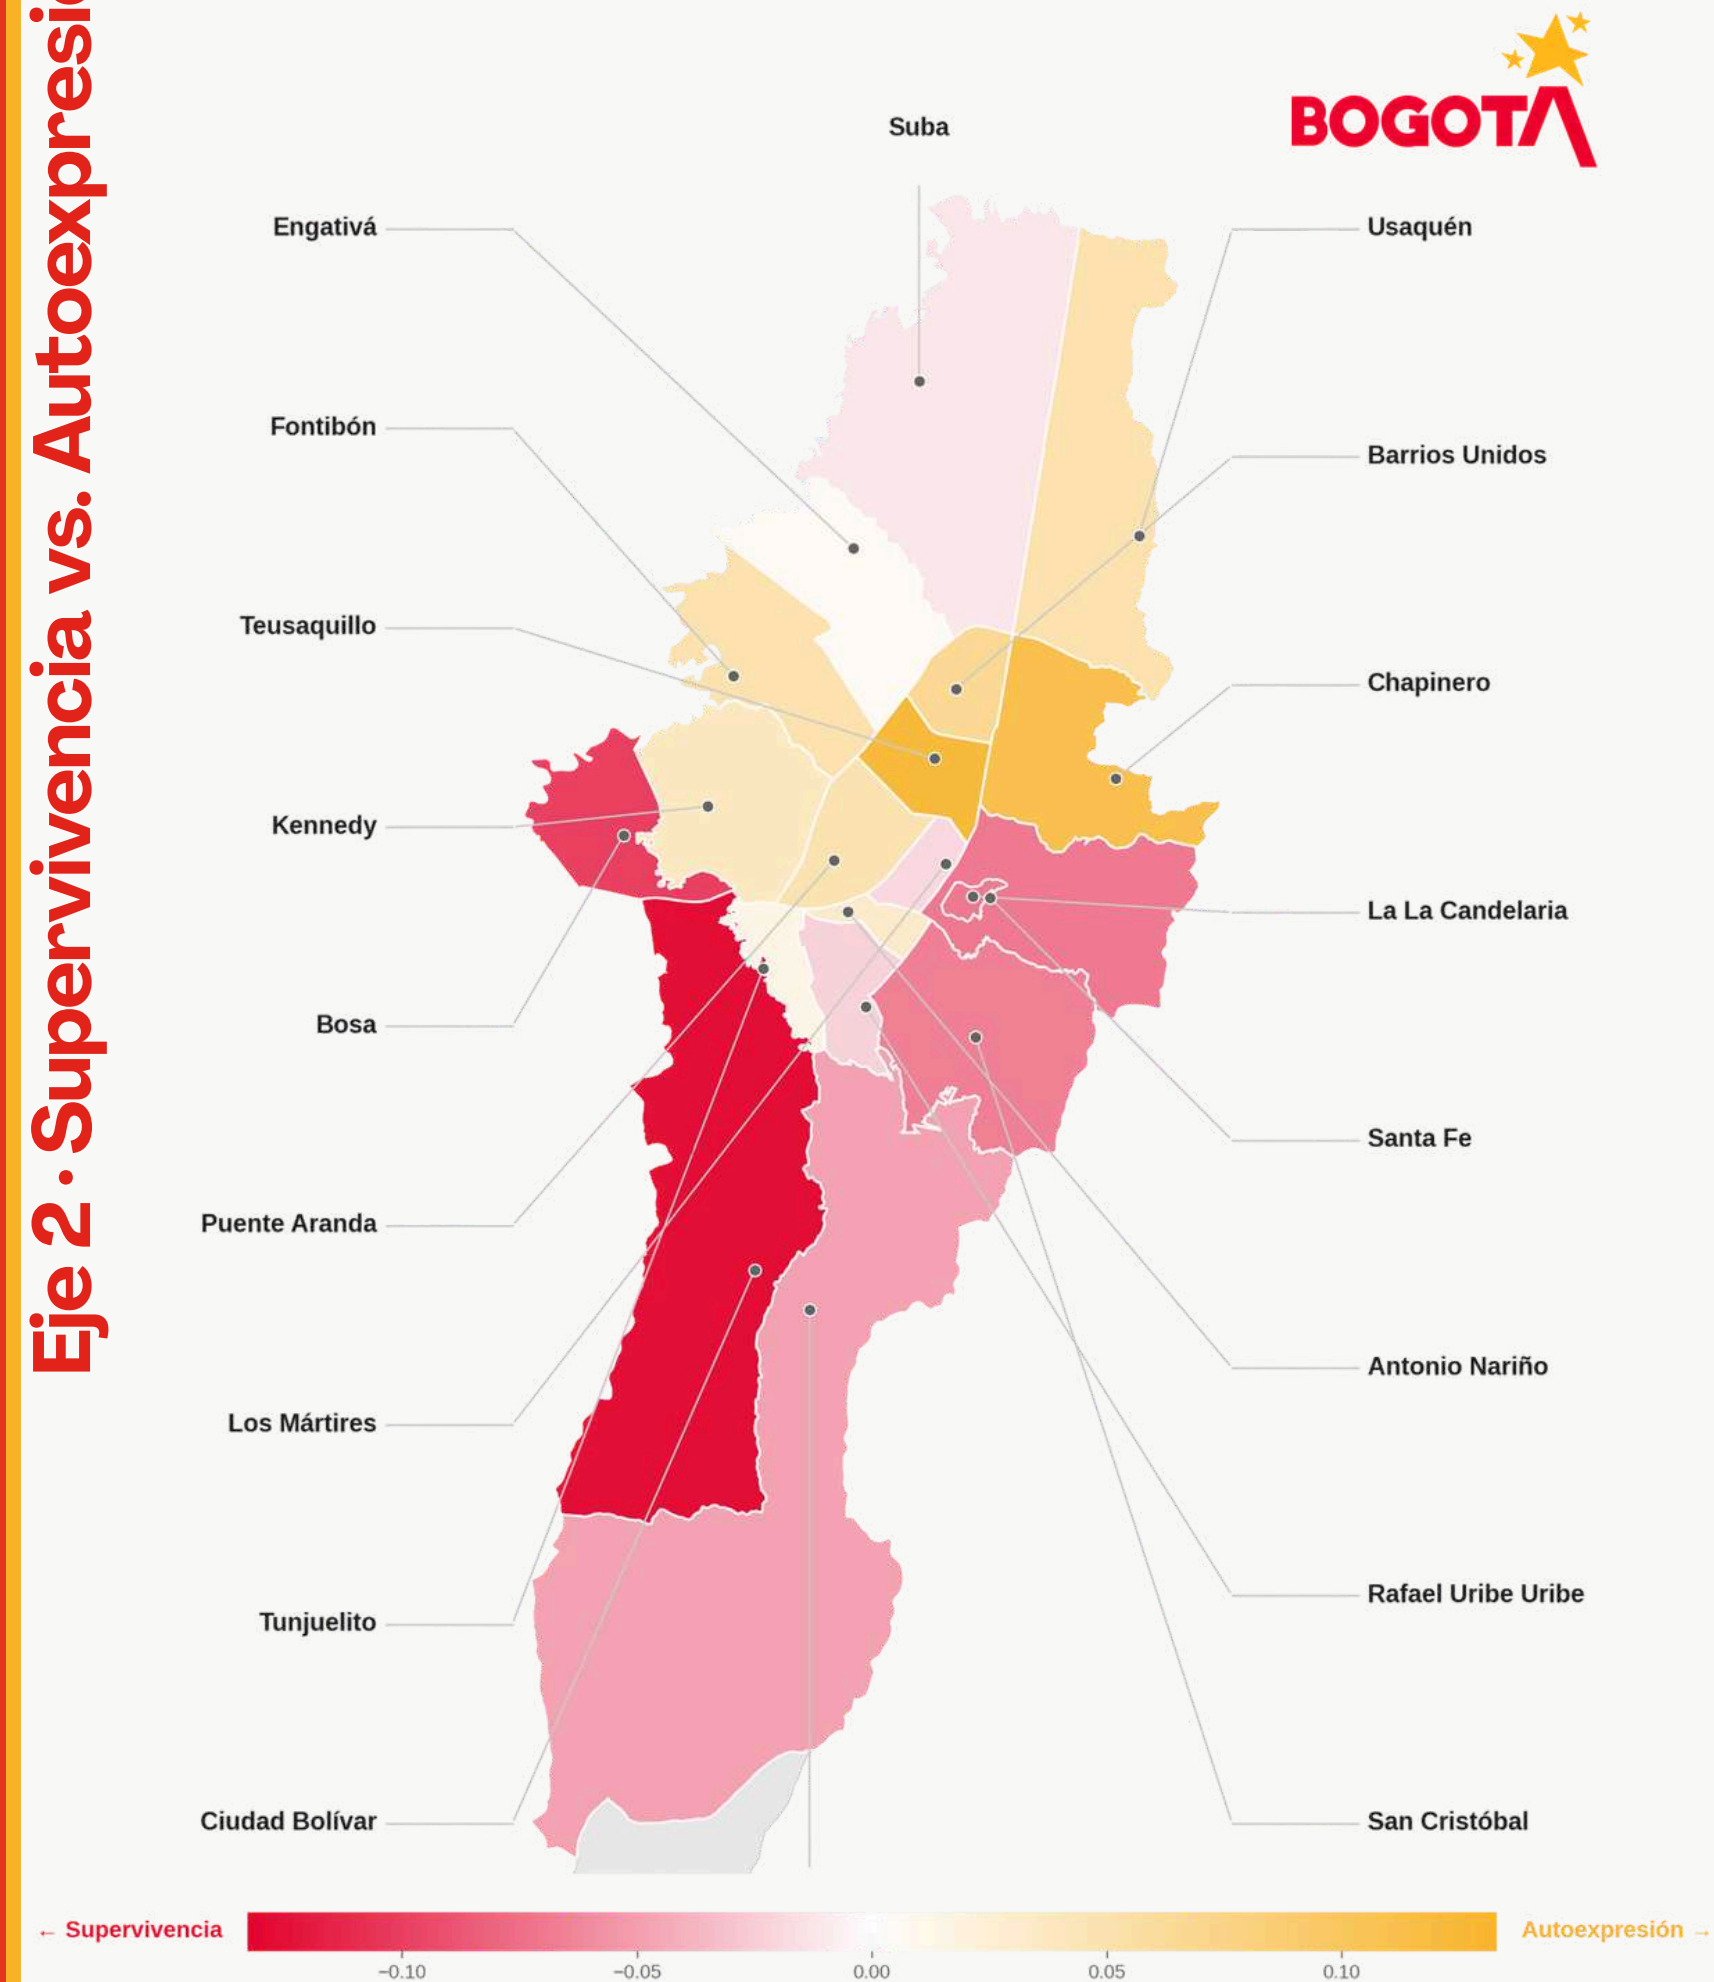 Eje 2 · Supervivencia vs. Autoexpresi
BOGOTÁ
Suba
Engativá
Usaquén
Fontibón
Barrios Unidos
Teusaquillo
Chapinero
Kennedy
La La Candelaria
Bosa
Santa Fe
Puente Aranda
Antonio Nariño
Los Mártires
Rafael Uribe Uribe
Tunjuelito
Ciudad Bolívar
San Cristóbal
← Supervivencia
Autoexpresión →
−0.10 −0.05 0.00 0.05 0.10